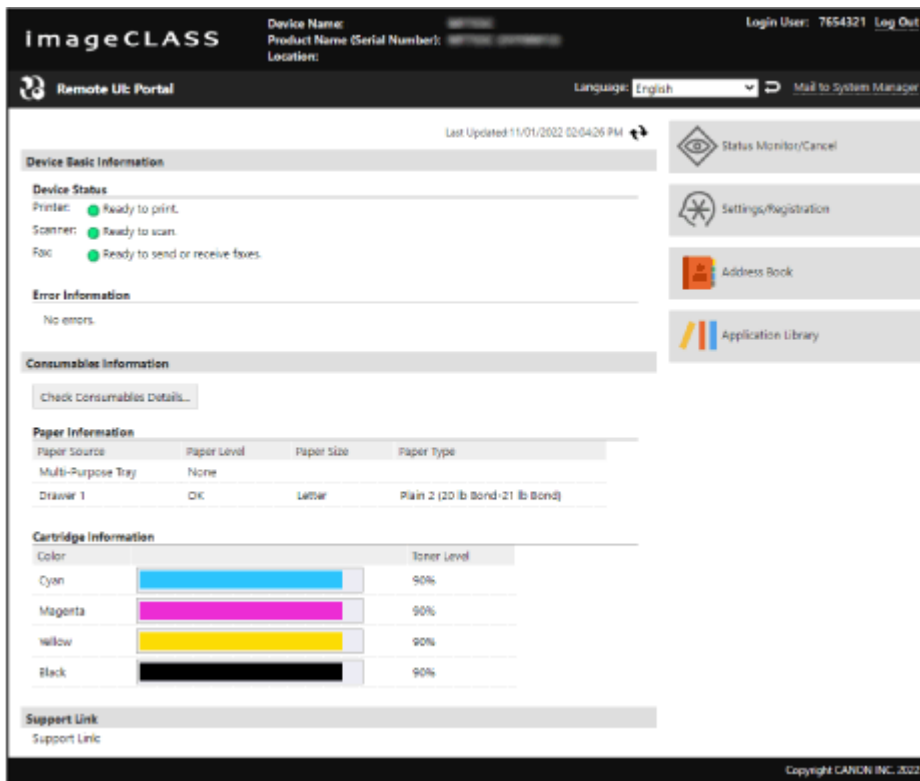 imageCLASS
Device Name:
Product Name (Serial Number):
Location:
Login User: 7654321 Log Out
Remote UI: Portal
Language: English
Mail to System Manager
Last Updated 11/01/2022 02:04:26 PM
Device Basic Information
Device Status
Printer: Ready to print.
Scanner: Ready to scan.
Fax: Ready to send or receive faxes.
Error Information
No errors.
Consumables Information
Check Consumables Details...
Paper Information
Paper Source Paper Level Paper Size Paper Type
Multi-Purpose Tray None
Drawer 1 OK Letter Plain 2 (20 lb Bond-21 lb Bond)
Cartridge Information
Color Toner Level
Cyan 90%
Magenta 90%
Yellow 90%
Black 90%
Support Link
Support Link:
Status Monitor/Cancel
Settings/Registration
Address Book
Application Library
Copyright CANON INC. 2022